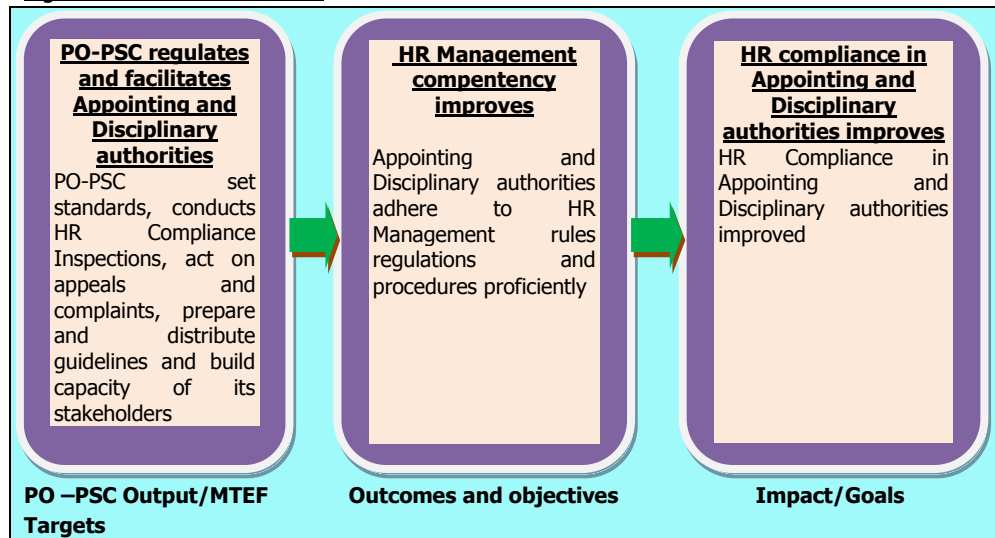 PO-PSC regulates
and facilitates
Appointing and
Disciplinary
authorities
PO-PSC set
standards, conducts
HR Compliance
Inspections, act on
appeals and
complaints, prepare
and distribute
guidelines and build
capacity of its
stakeholders
HR Management
compentency
improves
Appointing and
Disciplinary authorities
adhere to HR
Management rules
regulations and
procedures proficiently
HR compliance in
Appointing and
Disciplinary
authorities improves
HR Compliance in
Appointing and
Disciplinary authorities
improved
PO –PSC Output/MTEF
Targets
Outcomes and objectives
Impact/Goals